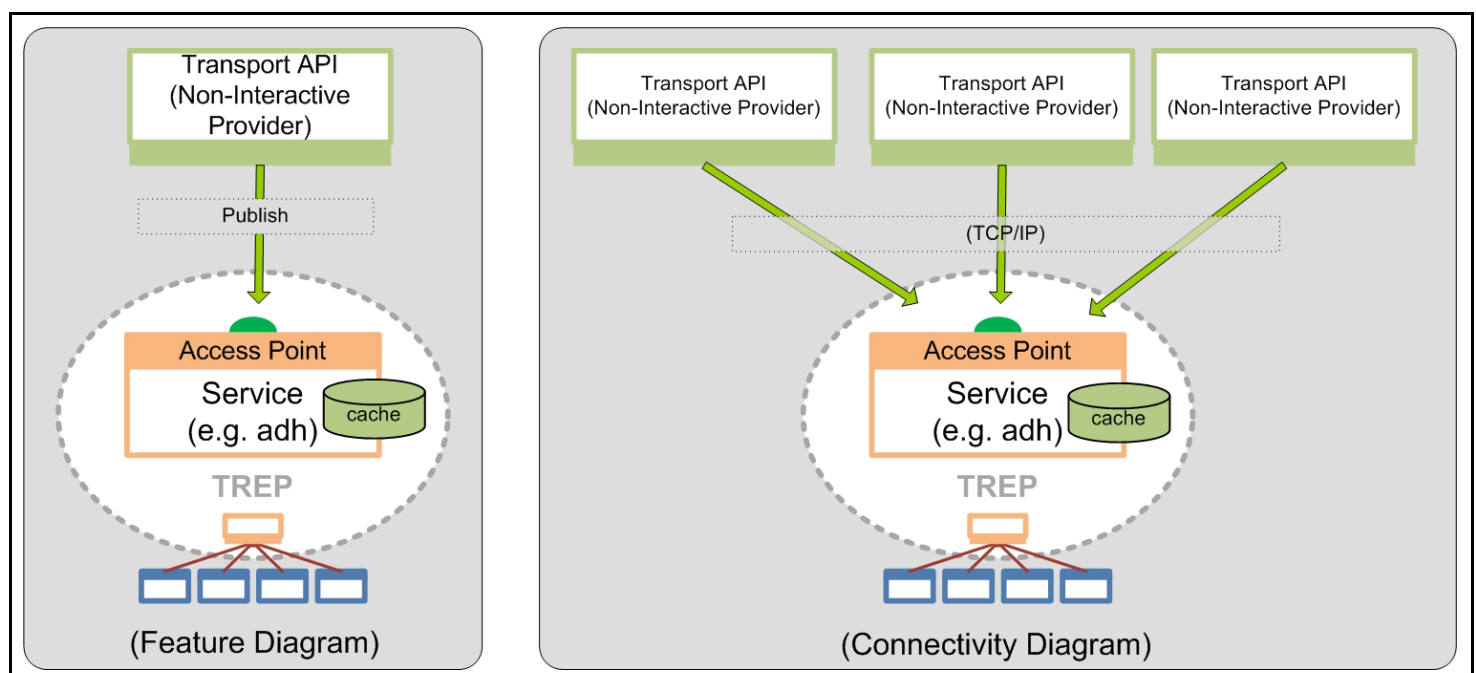 Transport API
(Non-Interactive
Provider)
Publish
Access Point
Service
(e.g. adh)
cache
TREP
(Feature Diagram)
Transport API
(Non-Interactive Provider)
Transport API
(Non-Interactive Provider)
Transport API
(Non-Interactive Provider)
(TCP/IP)
Access Point
Service
(e.g. adh)
cache
TREP
(Connectivity Diagram)